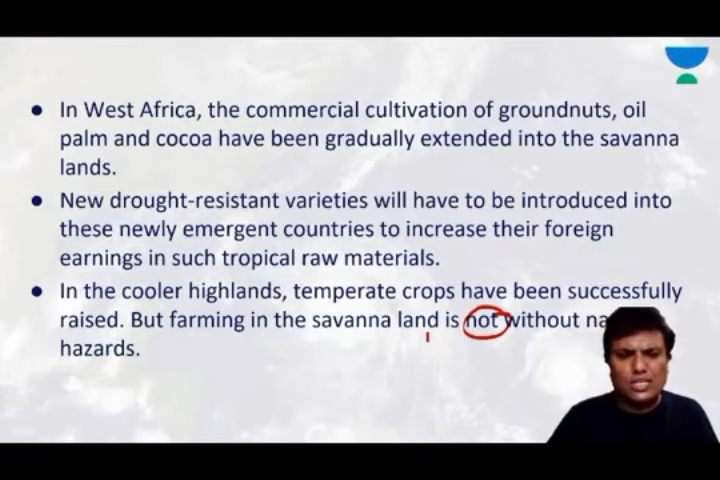 In West Africa, the commercial cultivation of groundnuts, oil
palm and cocoa have been gradually extended into the savanna
lands.
New drought-resistant varieties will have to be introduced into
these newly emergent countries to increase their foreign
earnings in such tropical raw materials.
In the cooler highlands, temperate crops have been successfully
raised. But farming in the savanna land is not without
hazards.